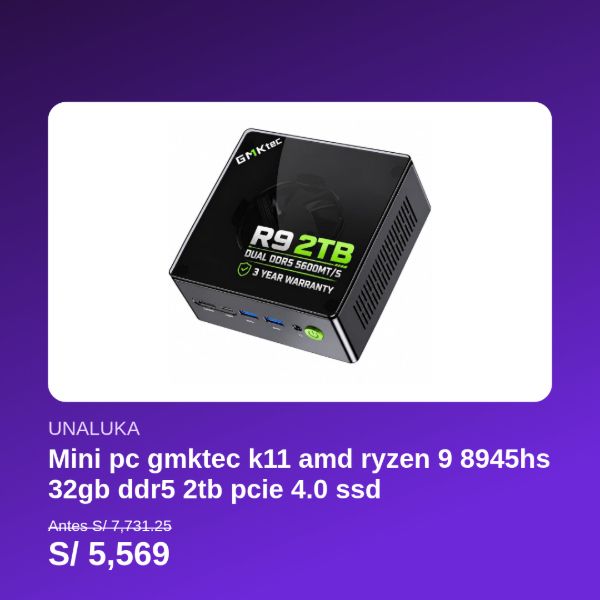 GMKtec
R9 2TB
DUAL DDR5 5600MT/S
3 YEAR WARRANTY
UNALUKA
Mini pc gmktec k11 amd ryzen 9 8945hs
32gb ddr5 2tb pcie 4.0 ssd
Antes S/ 7,731.25
S/ 5,569